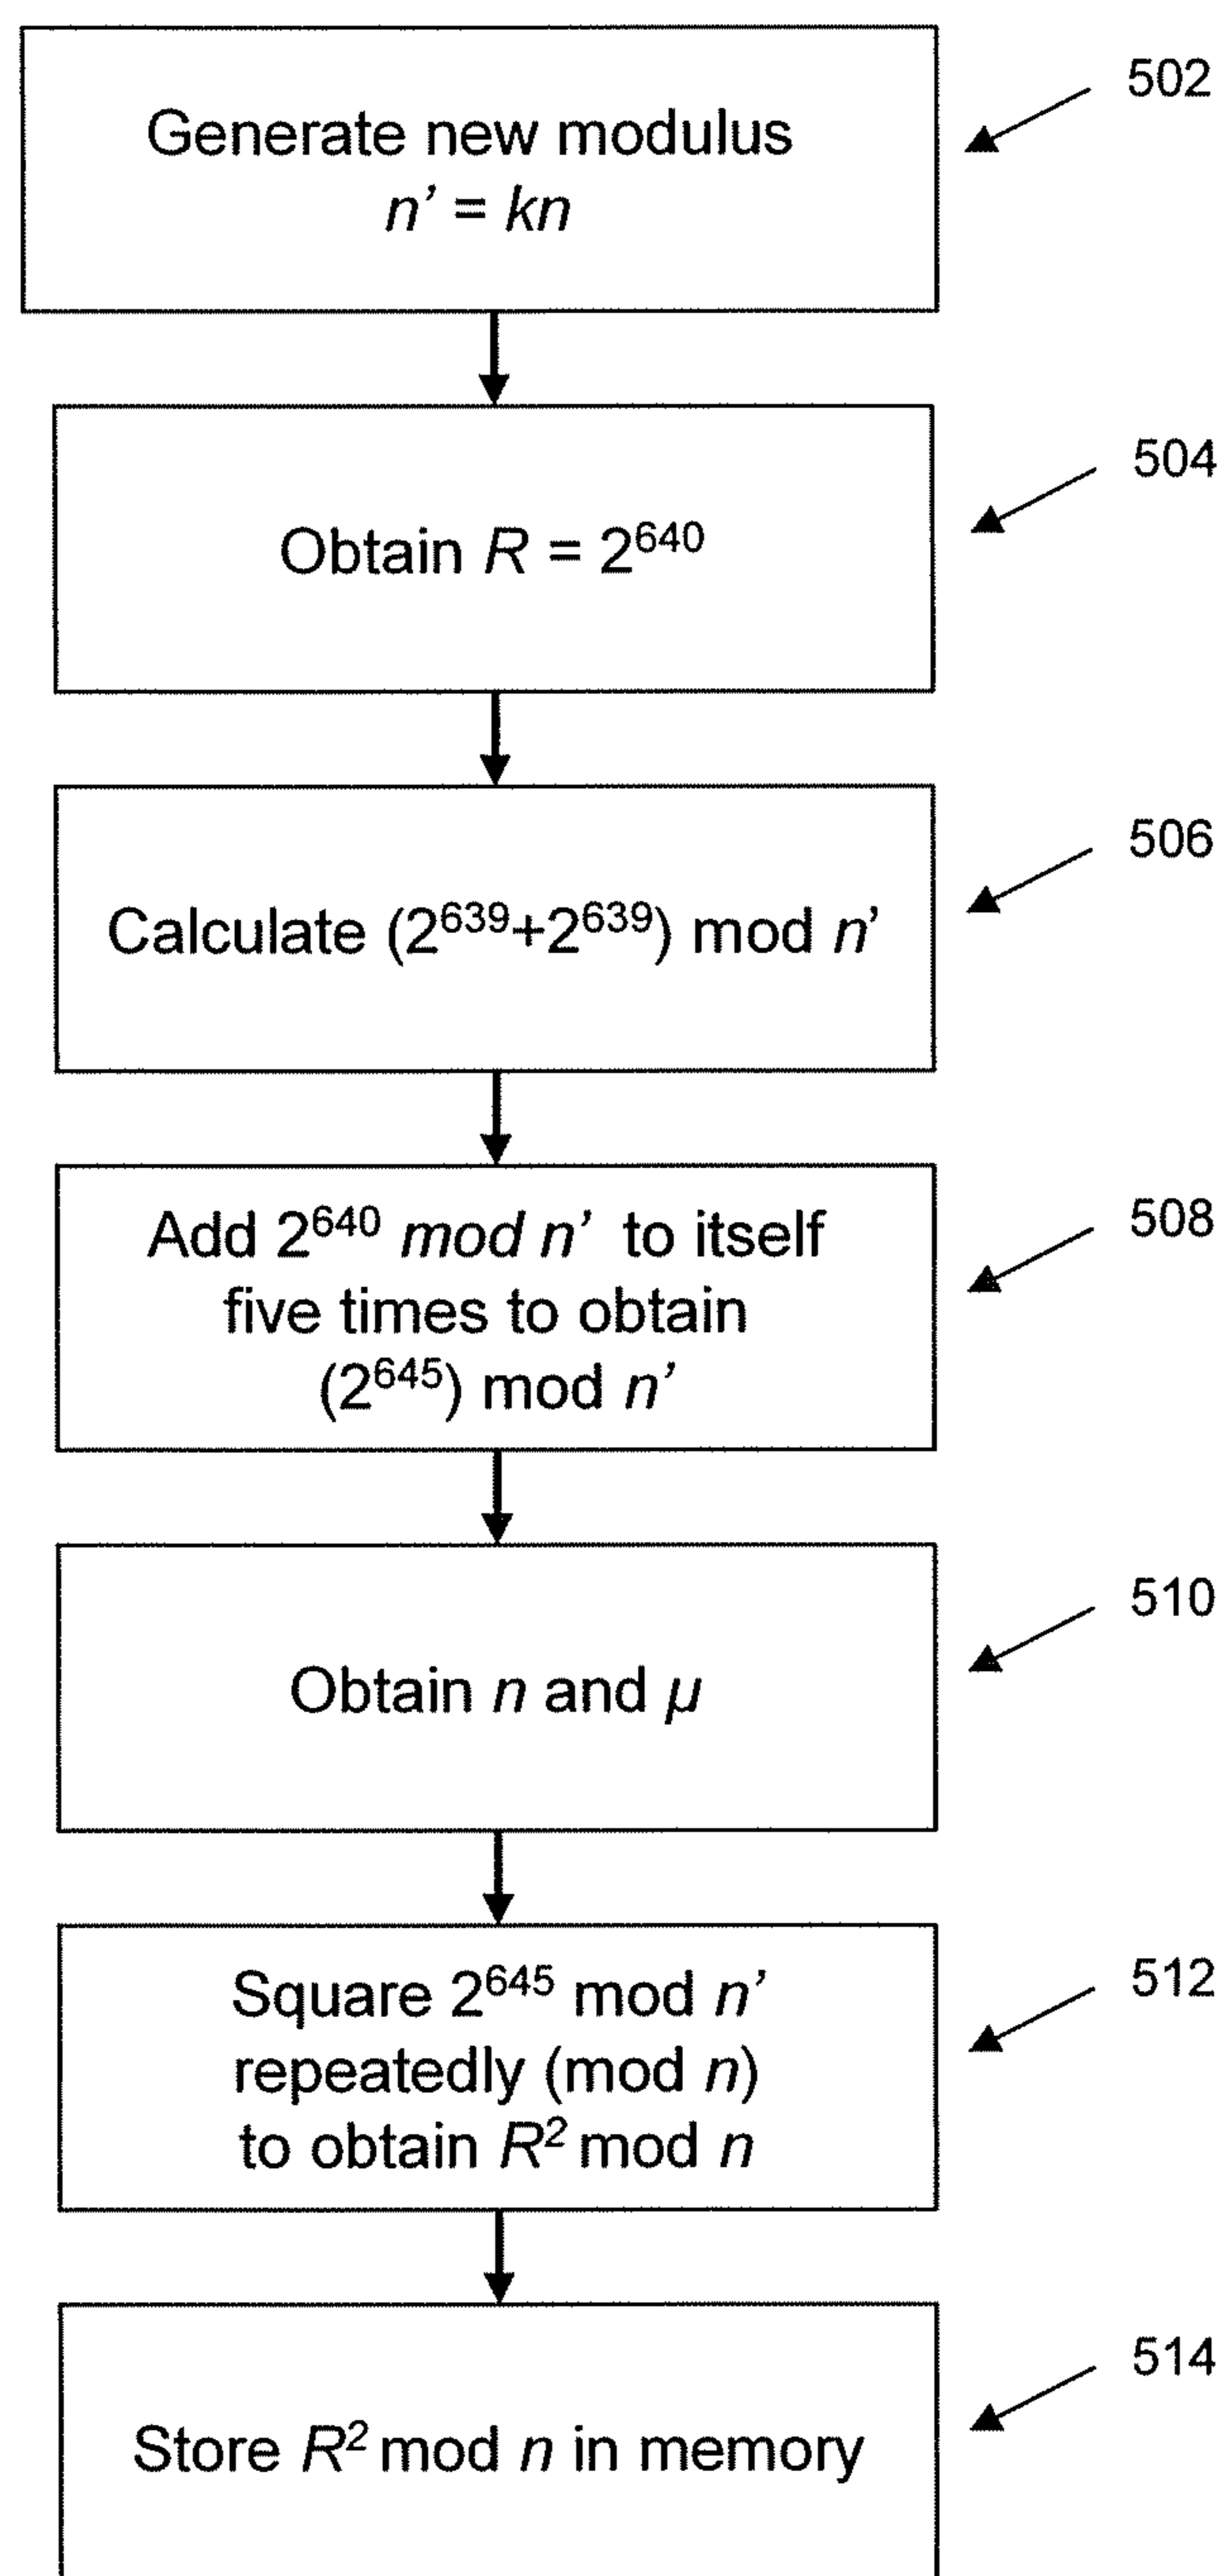 Generate new modulus
n’ = kn
502
Obtain R = 2⁶⁴⁰
504
Calculate (2⁶³⁹+2⁶³⁹) mod n’
506
Add 2⁶⁴⁰ mod n’ to itself
five times to obtain
(2⁶⁴⁵) mod n’
508
Obtain n and μ
510
Square 2⁶⁴⁵ mod n’
repeatedly (mod n)
to obtain R² mod n
512
Store R² mod n in memory
514